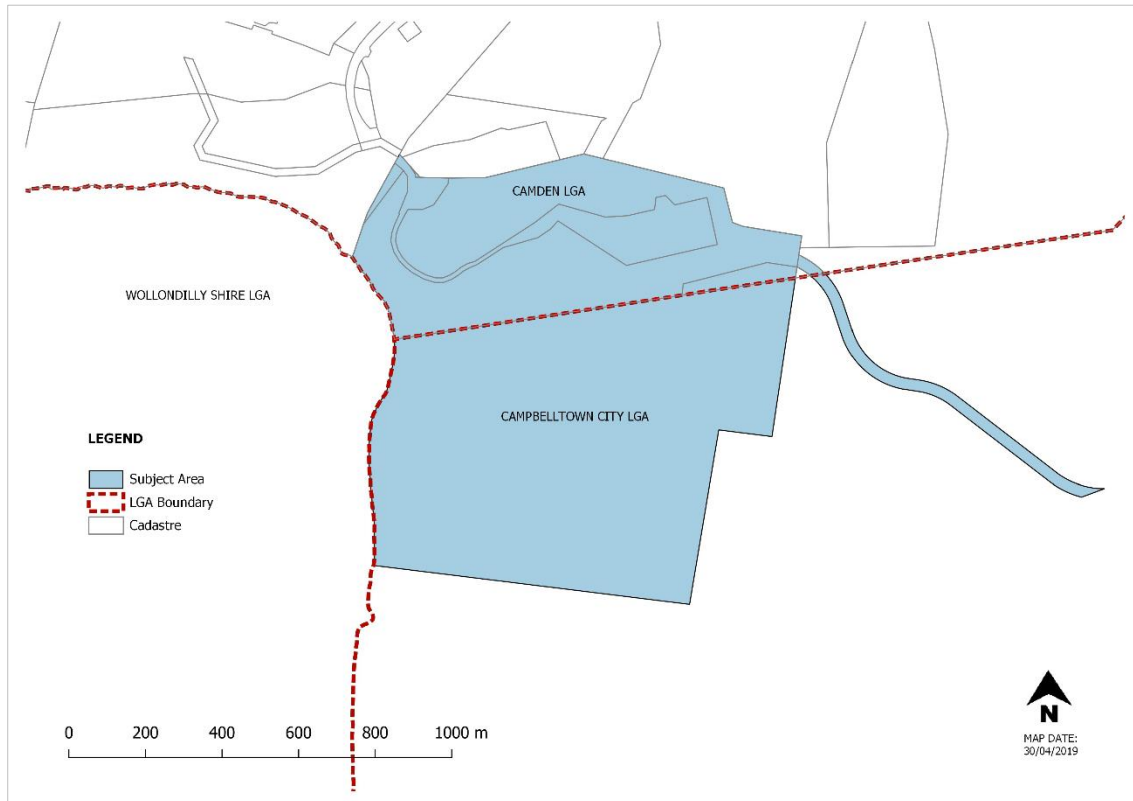 CAMDEN LGA
WOLLONDILLY SHIRE LGA
CAMPBELLTOWN CITY LGA
LEGEND
Subject Area
LGA Boundary
Cadastre
0 200 400 600 800 1000 m
N
MAP DATE:
30/04/2019